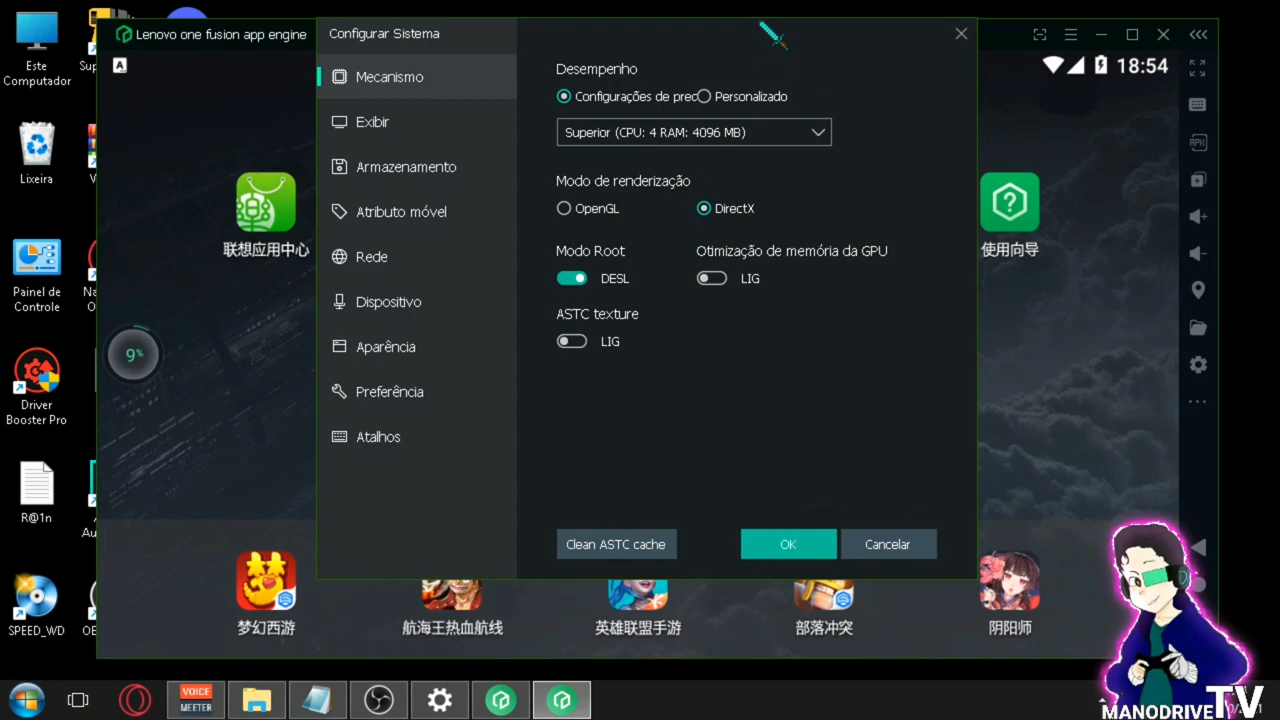 Este
Computador
Lixeira
Painel de
Controle
Driver
Booster Pro
R@1n
SPEED_WD
Lenovo one fusion app engine
A
18:54
联想应用中心
使用向导
9%
Configurar Sistema
Mecanismo
Exibir
Armazenamento
Atributo móvel
Rede
Dispositivo
Aparência
Preferência
Atalhos
Desempenho
Configurações de prec
Personalizado
Superior (CPU: 4 RAM: 4096 MB)
Modo de renderização
OpenGL
DirectX
Modo Root
Otimização de memória da GPU
DESL
LIG
ASTC texture
LIG
Clean ASTC cache
OK
Cancelar
APK
梦幻西游
航海王热血航线
英雄联盟手游
部落冲突
阴阳师
VOICE
MEETER
MANODRIVE TV